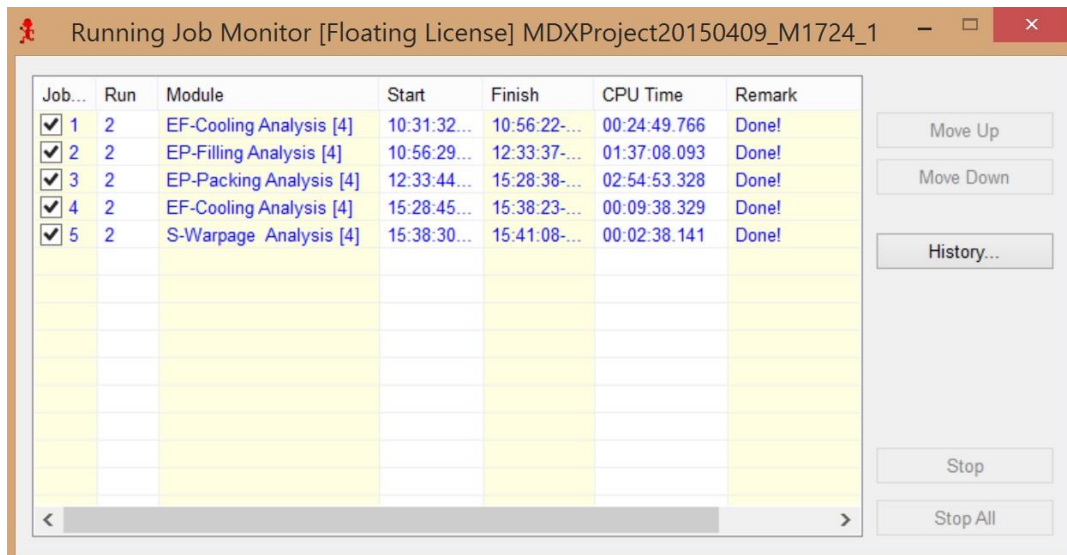 Running Job Monitor [Floating License] MDXProject20150409_M1724_1
Job... Run Module Start Finish CPU Time Remark
1 2 EF-Cooling Analysis [4] 10:31:32... 10:56:22-... 00:24:49.766 Done!
2 2 EP-Filling Analysis [4] 10:56:29... 12:33:37-... 01:37:08.093 Done!
3 2 EP-Packing Analysis [4] 12:33:44... 15:28:38-... 02:54:53.328 Done!
4 2 EF-Cooling Analysis [4] 15:28:45... 15:38:23-... 00:09:38.329 Done!
5 2 S-Warpage Analysis [4] 15:38:30... 15:41:08-... 00:02:38.141 Done!
Move Up
Move Down
History...
Stop
Stop All